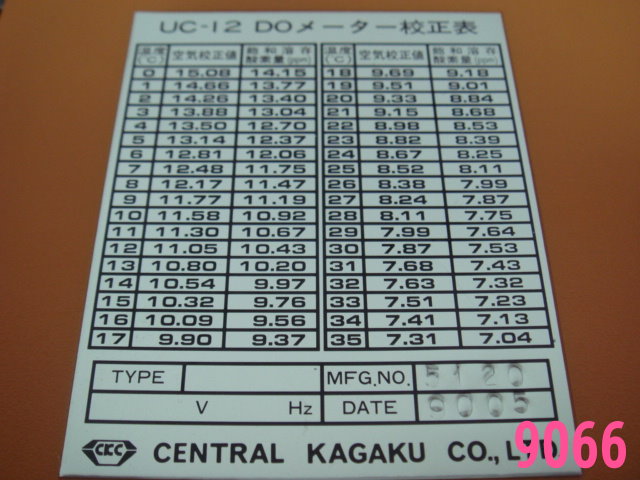 UC-12 DOメーター校正表
温度(℃) 空気校正値 飽和溶存酸素量(ppm) 温度(℃) 空気校正値 飽和溶存酸素量(ppm)
0 15.08 14.15 18 9.69 9.18
1 14.66 13.77 19 9.51 9.01
2 14.26 13.40 20 9.33 8.84
3 13.88 13.04 21 9.15 8.68
4 13.50 12.70 22 8.98 8.53
5 13.14 12.37 23 8.82 8.39
6 12.81 12.06 24 8.67 8.25
7 12.48 11.75 25 8.52 8.11
8 12.17 11.47 26 8.38 7.99
9 11.77 11.19 27 8.24 7.87
10 11.58 10.92 28 8.11 7.75
11 11.30 10.67 29 7.99 7.64
12 11.05 10.43 30 7.87 7.53
13 10.80 10.20 31 7.68 7.43
14 10.54 9.97 32 7.63 7.32
15 10.32 9.76 33 7.51 7.23
16 10.09 9.56 34 7.41 7.13
17 9.90 9.37 35 7.31 7.04
TYPE MFG.NO. 5120
V Hz DATE 9005
CKC CENTRAL KAGAKU CO.,LTD
9066